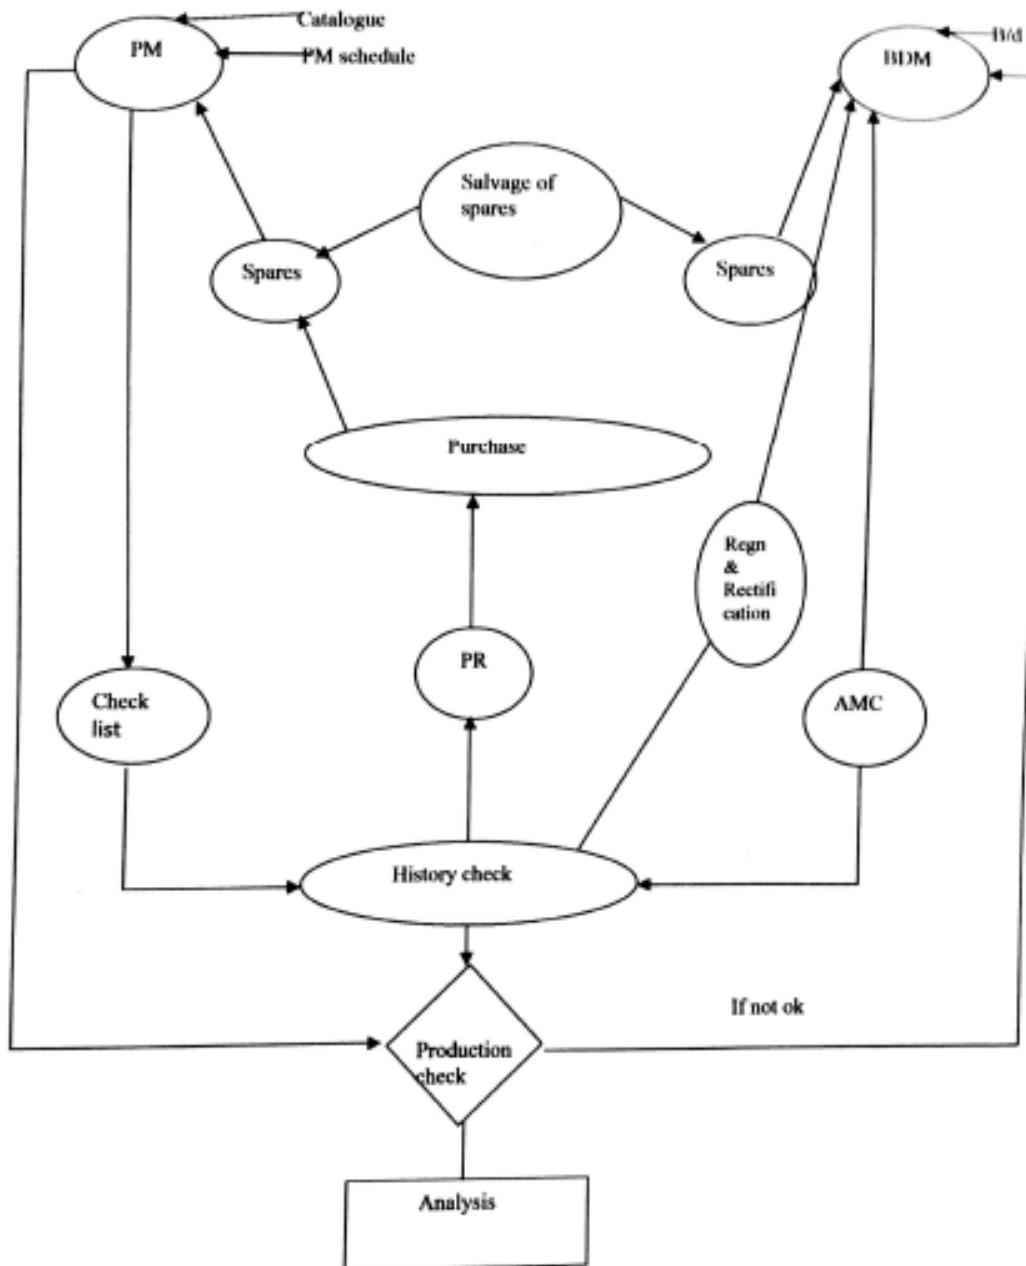 Catalogue
PM
PM schedule
B/d
BDM
Salvage of
spares
Spares
Spares
Purchase
Regn
&
Rectifi
cation
PR
Check
list
AMC
History check
If not ok
Production
check
Analysis